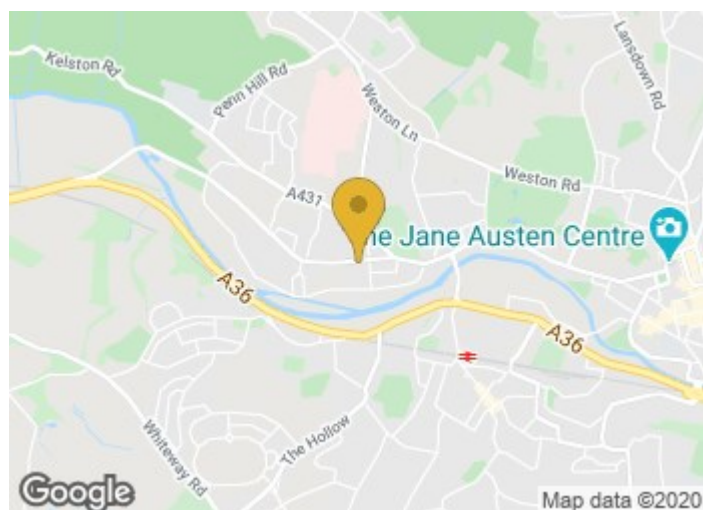 Kelston Rd
Penn Hill Rd
Weston Ln
Lansdown Rd
Weston Rd
A431
he Jane Austen Centre
A36
A36
The Hollow
Whiteway Rd
Google
Map data ©2020